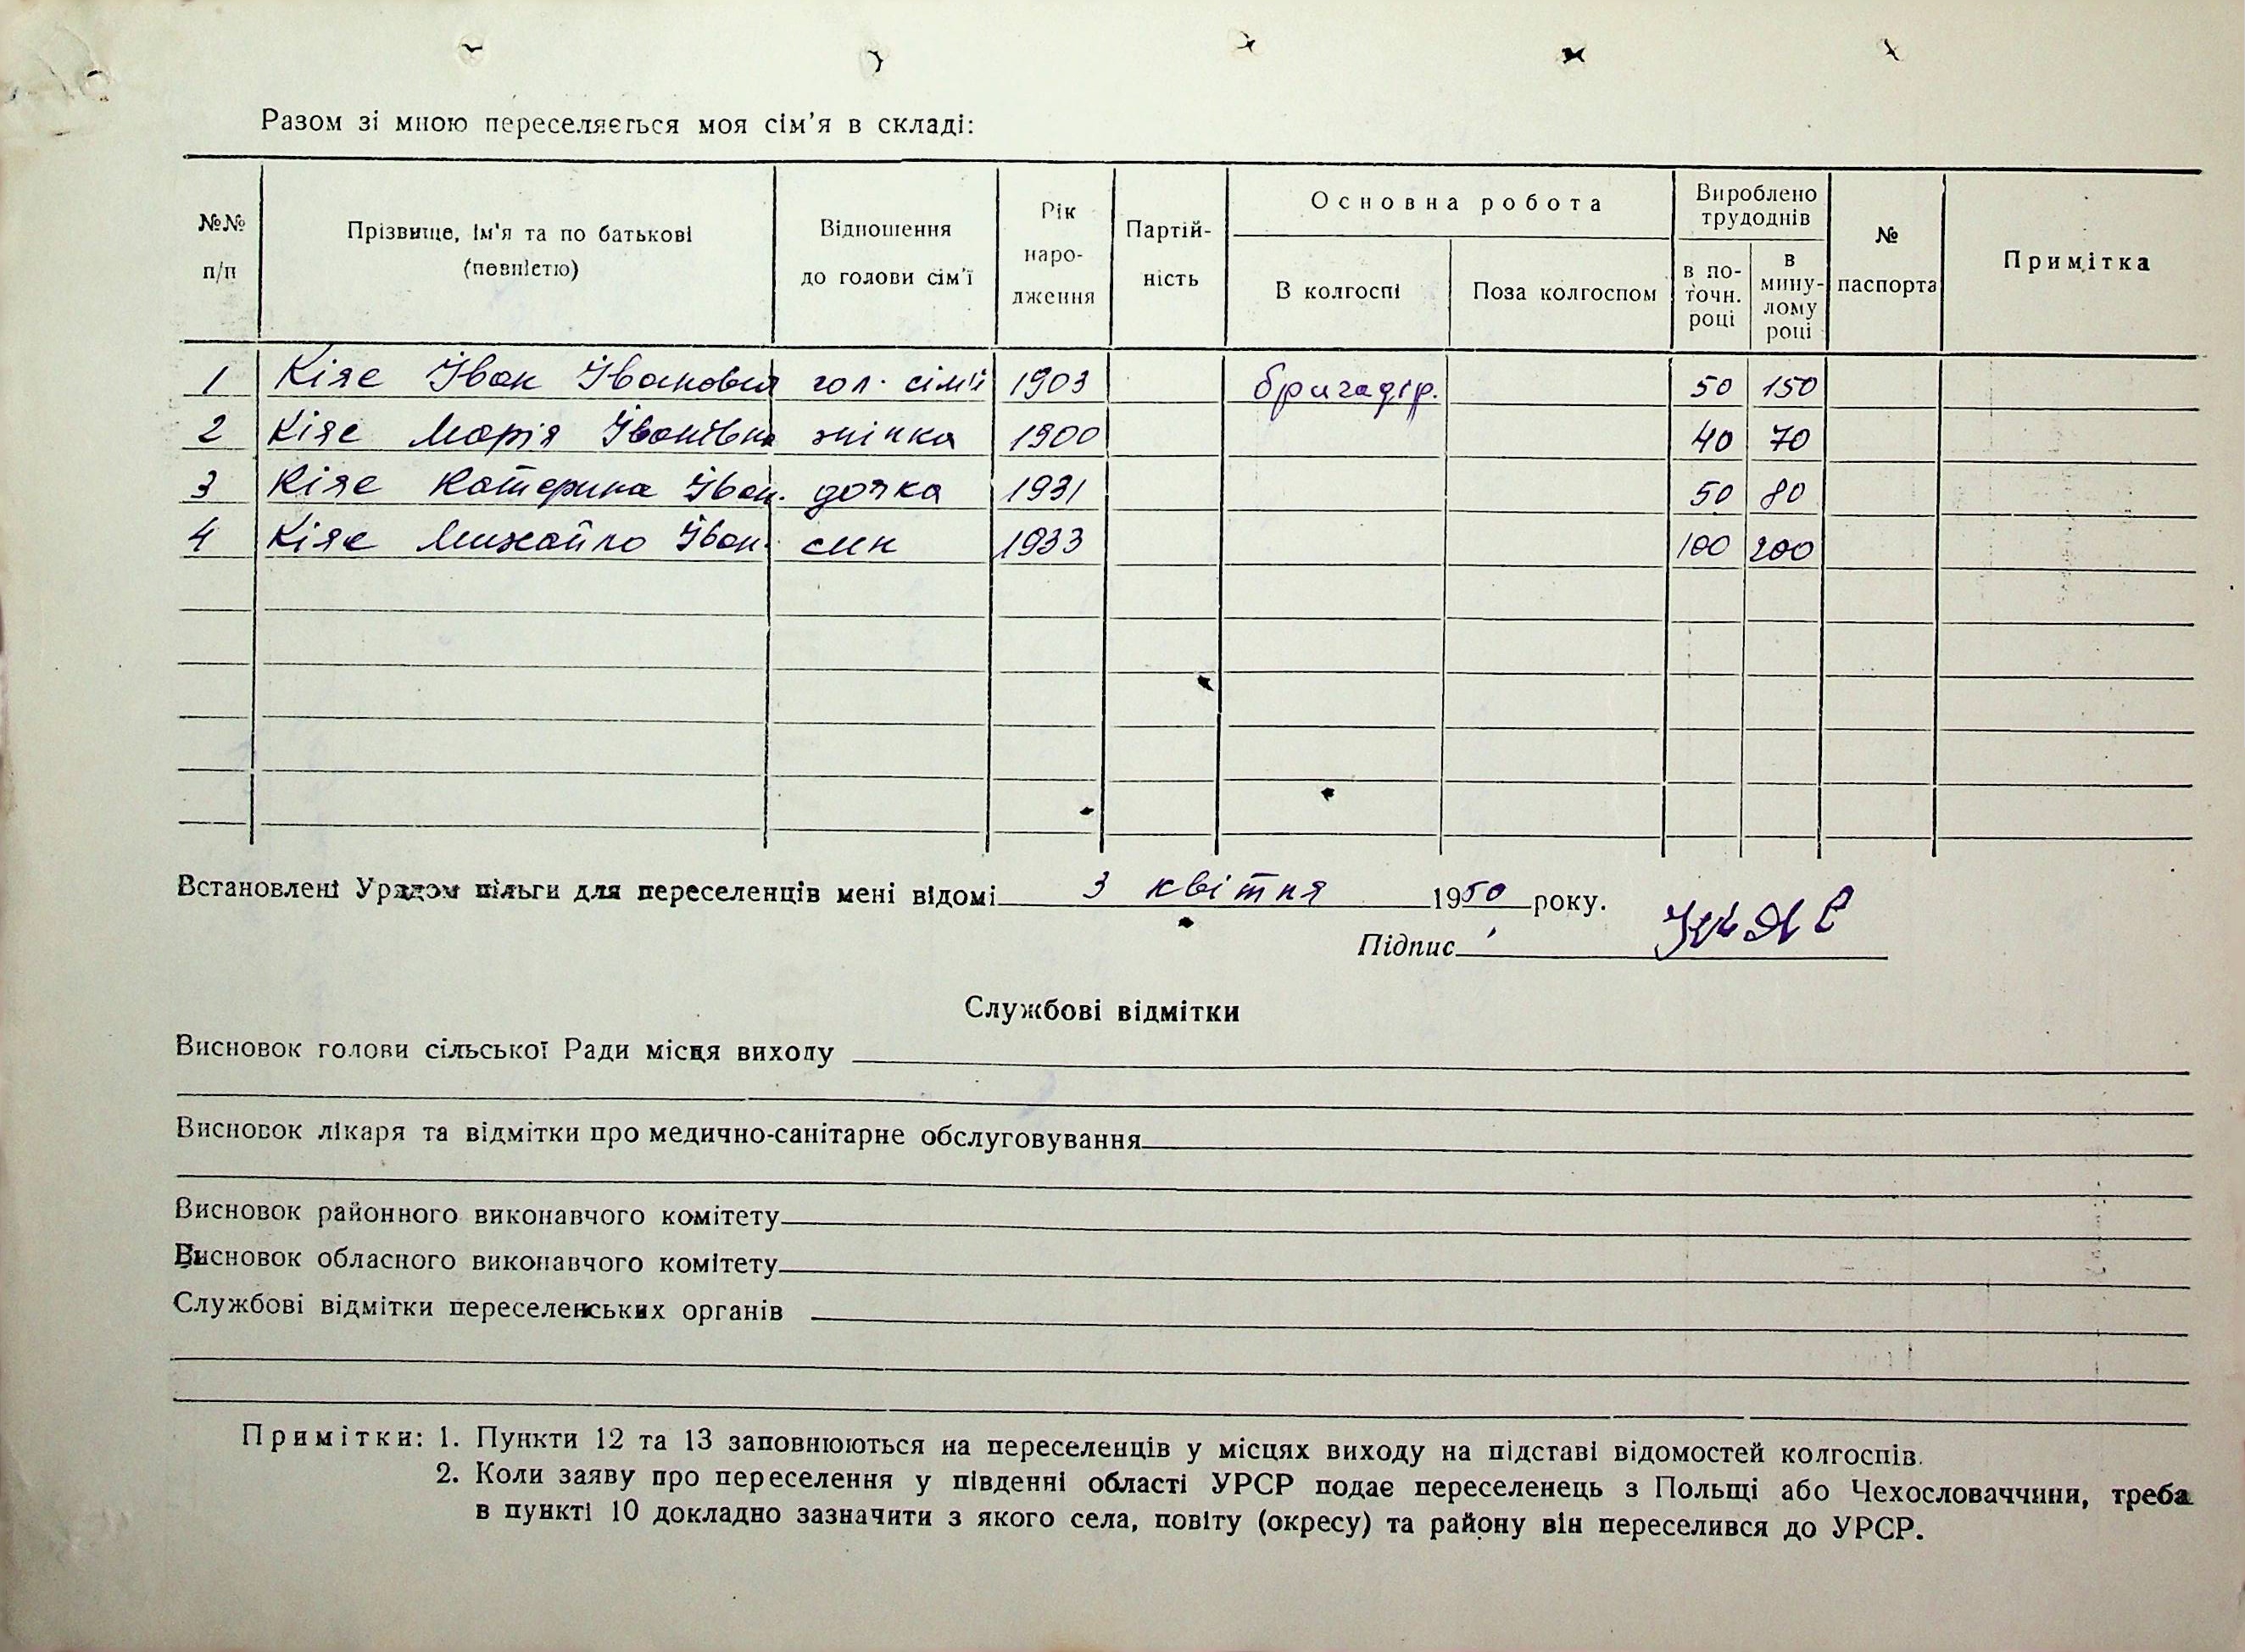 Разом зі мною переселяється моя сім'я в складі:
№№ п/п | Прізвище, ім'я та по батькові (повністю) | Відношення до голови сім'ї | Рік народження | Партійність | Основна робота | Вироблено трудоднів | № паспорта | Примітка
В колгоспі | Поза колгоспом | в поточн. році | в минулому році
1 Кіяс Іван Іванович гол. сім'ї 1903 бригадір. 50 150
2 Кіяс Марія Іванівна жінка 1900 40 70
3 Кіяс Катерина Іван. дочка 1931 50 80
4 Кіяс Михайло Іван. син 1933 100 200
Встановлені Урядом пільги для переселенців мені відомі 3 квітня 1950 року.
Підпис
Службові відмітки
Висновок голови сільської Ради місця виходу
Висновок лікаря та відмітки про медично-санітарне обслуговування
Висновок районного виконавчого комітету
Висновок обласного виконавчого комітету
Службові відмітки переселенських органів
Примітки: 1. Пункти 12 та 13 заповнюються на переселенців у місцях виходу на підставі відомостей колгоспів.
2. Коли заяву про переселення у південні області УРСР подає переселенець з Польщі або Чехословаччини, треба
в пункті 10 докладно зазначити з якого села, повіту (окресу) та району він переселився до УРСР.